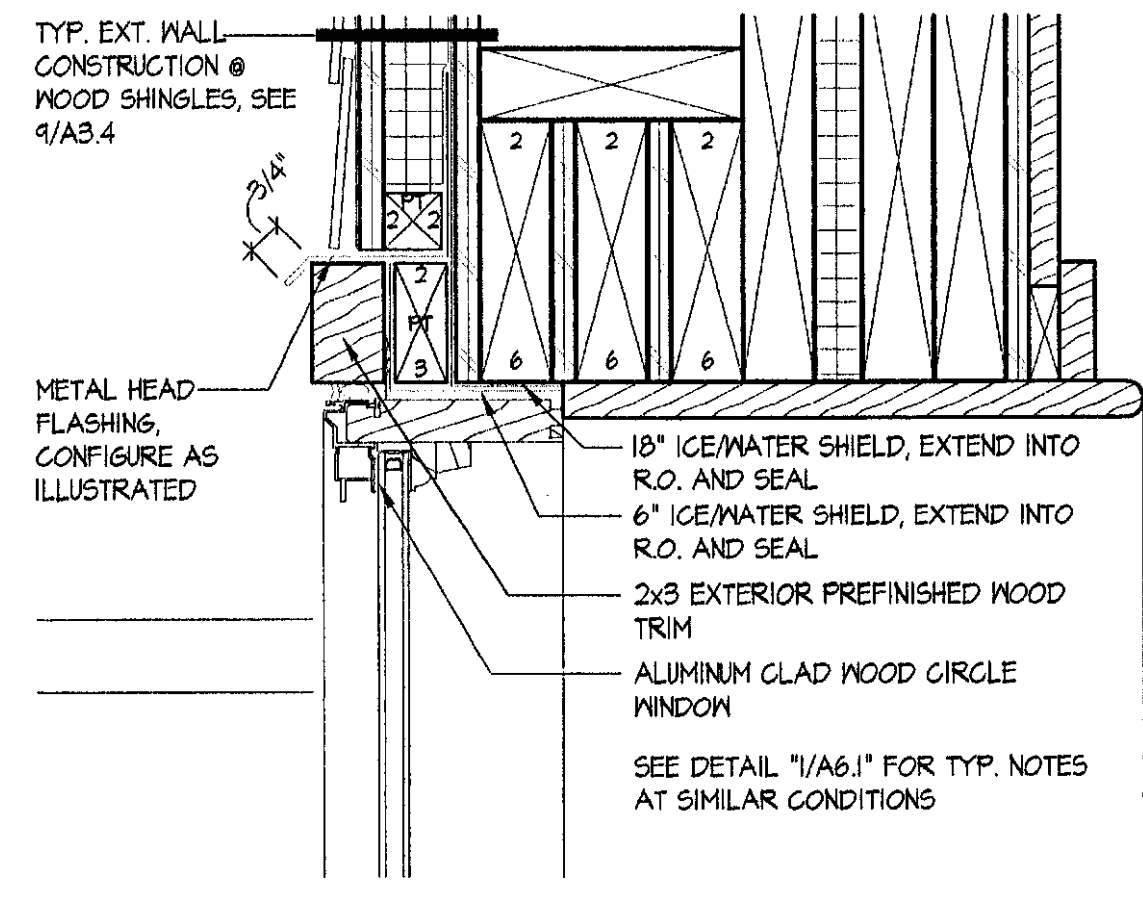 TYP. EXT. WALL
CONSTRUCTION @
WOOD SHINGLES, SEE
9/A3.4
3/4"
PT
2 2
2
PT
3
2 2 2
6 6 6
METAL HEAD
FLASHING,
CONFIGURE AS
ILLUSTRATED
18" ICE/WATER SHIELD, EXTEND INTO
R.O. AND SEAL
6" ICE/WATER SHIELD, EXTEND INTO
R.O. AND SEAL
2x3 EXTERIOR PREFINISHED WOOD
TRIM
ALUMINUM CLAD WOOD CIRCLE
WINDOW
SEE DETAIL "1/A6.1" FOR TYP. NOTES
AT SIMILAR CONDITIONS